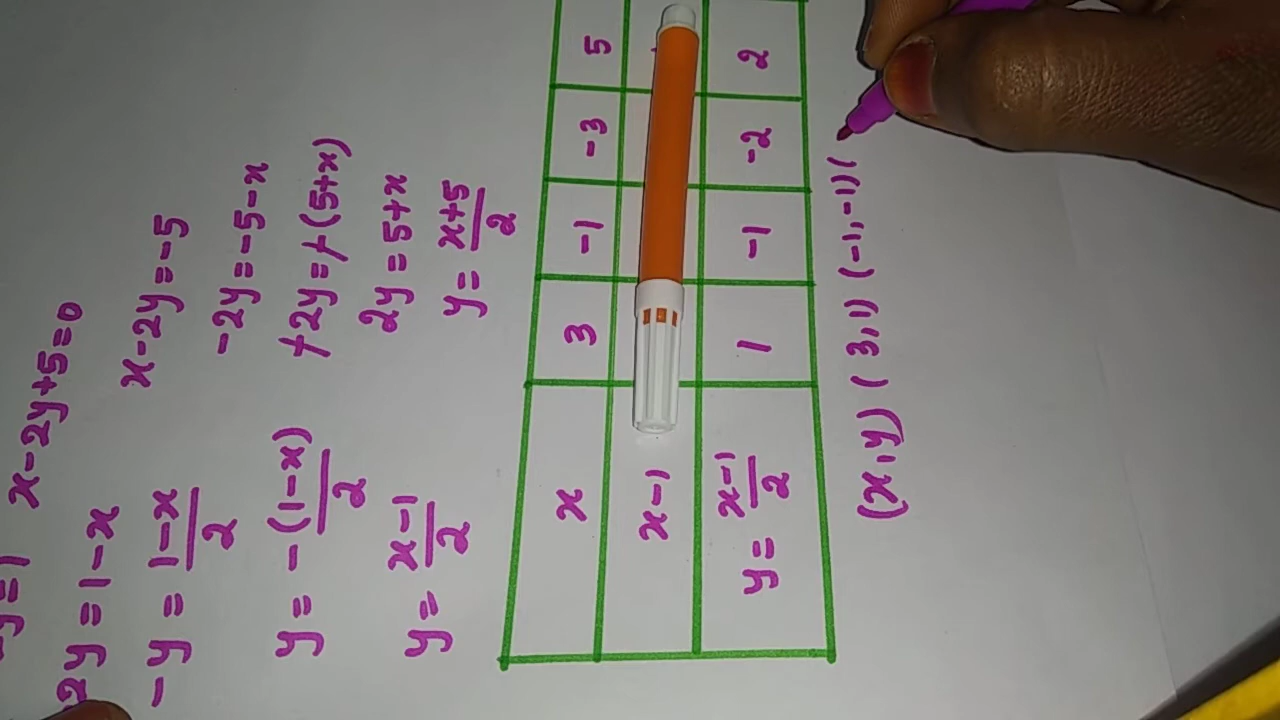 -y=1
2y = 1-x
-y = 1-x/2
y = -(1-x)/2
y = x-1/2
x-2y+5=0
x-2y=-5
-2y=-5-x
+2y=+(5+x)
2y=5+x
y= x+5/2
x 3 -1 -3 5
x-1
y= x-1/2 1 -1 -2 2
(x,y) (3,1) (-1,-1) (